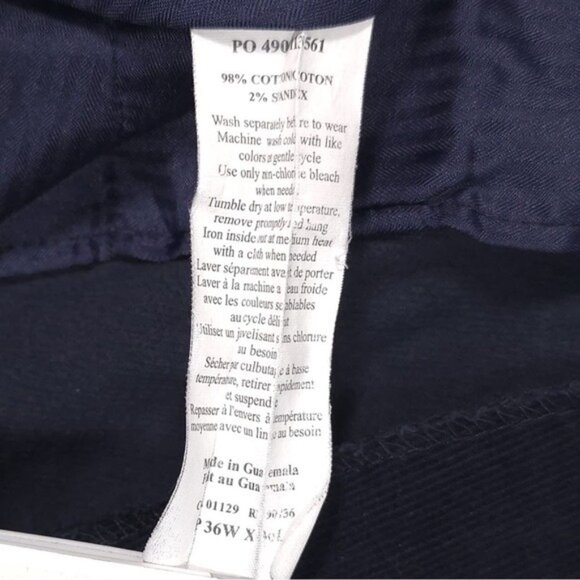 PO 490
98% COTTON/COTON
2%
Wash separately before to wear
Machine wash cold with like
colors gentle cycle
Use only non-chlorine bleach
when needed
Tumble dry at low temperature,
remove promptly and hang
Iron inside out at medium heat
with a cloth when needed
Laver séparément avant de porter
Laver à la machine a eau froide
avec les couleurs semblables
au cycle délicat
Utiliser un javelisant sans chlorure
au besoin
Sécher par culbutage à basse
température, retirer rapidement
et suspendre
Repasser à l'envers à température
moyenne avec un linge au besoin
Made in Guatemala
Fait au Guatemala
01129
36W X